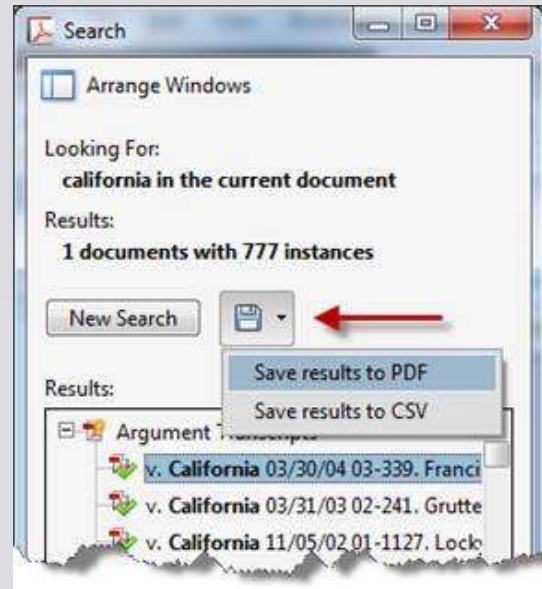 Search
Arrange Windows
Looking For:
california in the current document
Results:
1 documents with 777 instances
New Search
Save results to PDF
Save results to CSV
Results:
Argument Transcripts
v. California 03/30/04 03-339. Franci
v. California 03/31/03 02-241. Grutte
v. California 11/05/02 01-1127. Lock